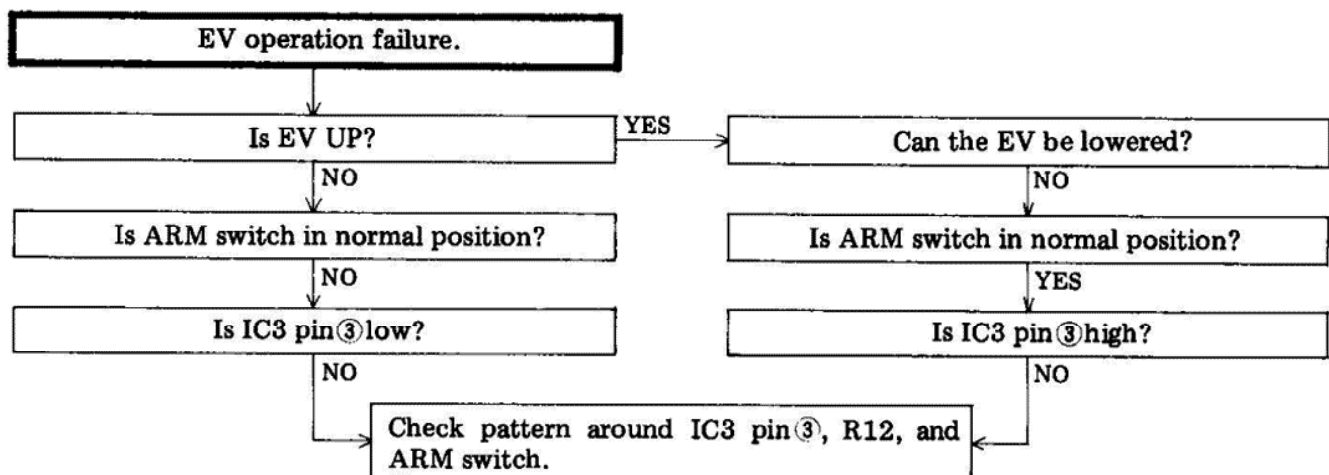 EV operation failure.
Is EV UP?
YES
Can the EV be lowered?
NO
NO
Is ARM switch in normal position?
Is ARM switch in normal position?
NO
YES
Is IC3 pin③low?
Is IC3 pin③high?
NO
NO
Check pattern around IC3 pin③, R12, and
ARM switch.